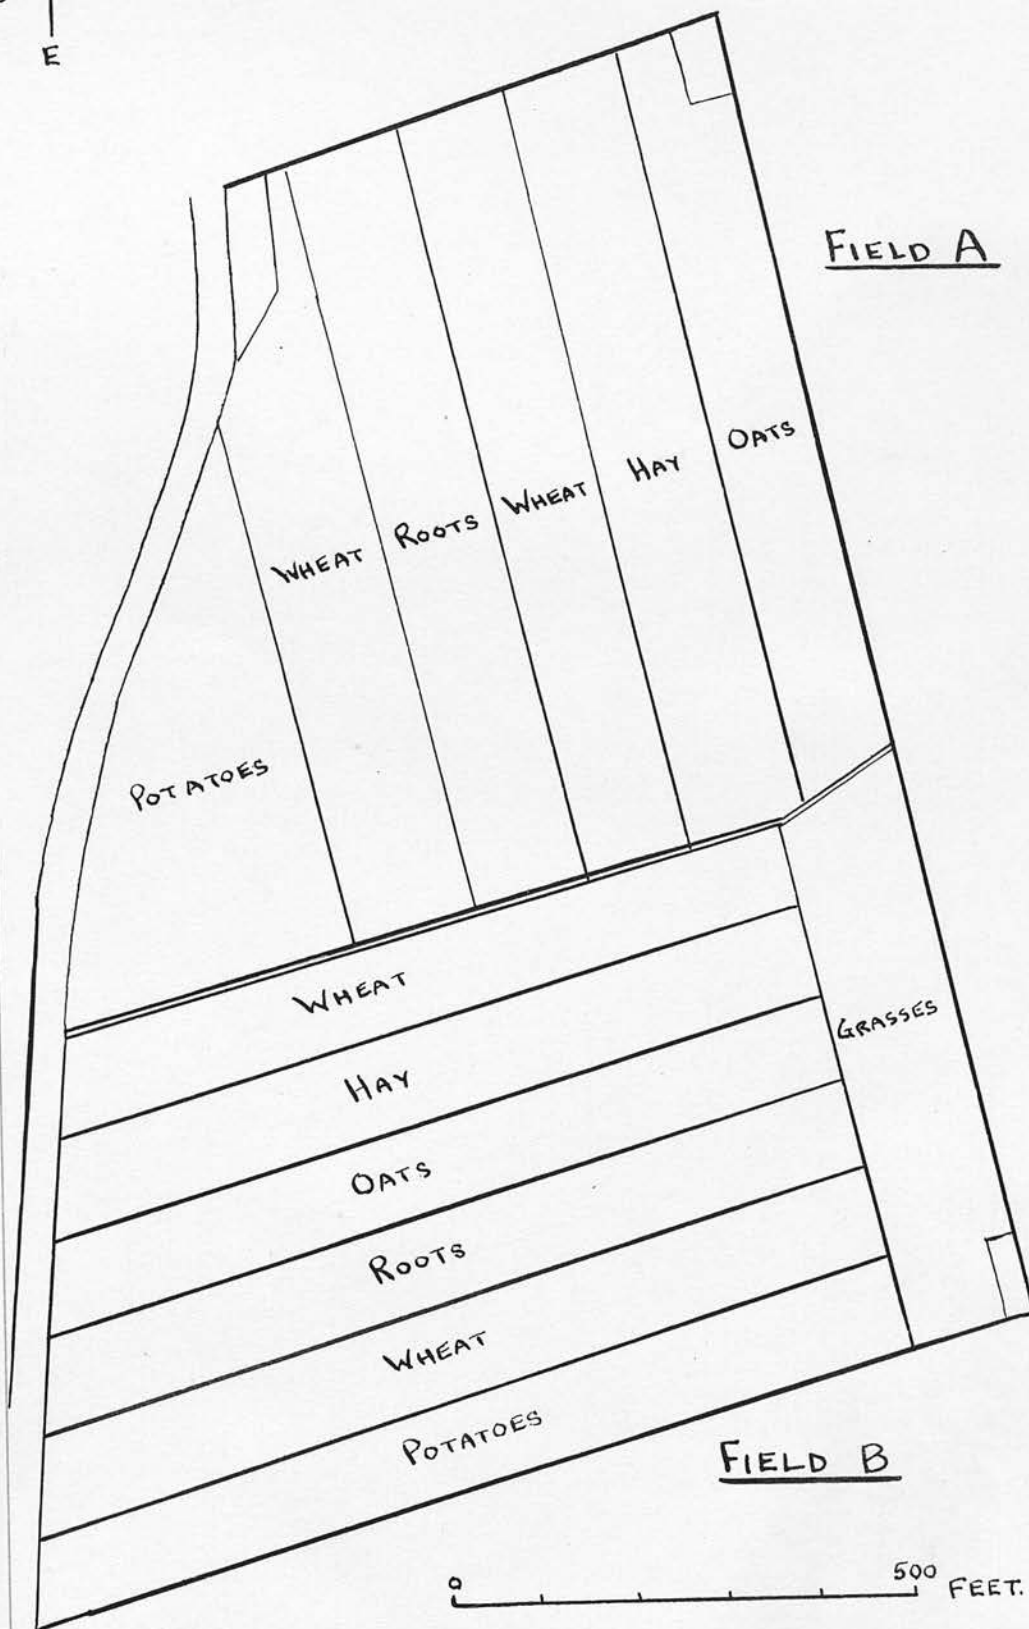 E
FIELD A
OATS
HAY
WHEAT
ROOTS
WHEAT
POTATOES
WHEAT
HAY
GRASSES
OATS
ROOTS
WHEAT
POTATOES
FIELD B
0 500 FEET.